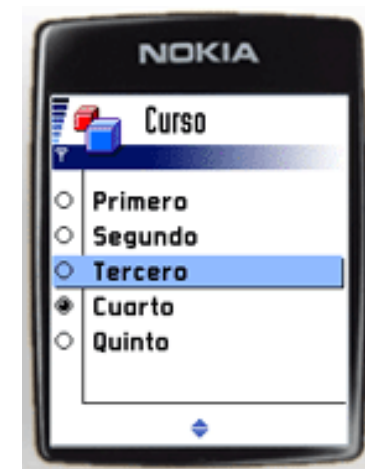 NOKIA
Curso
Primero
Segundo
Tercero
Cuarto
Quinto